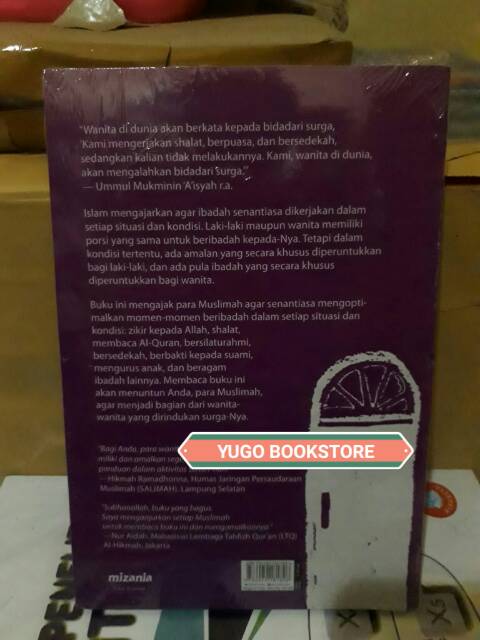 "Wanita di dunia akan berkata kepada bidadari surga,
'Kami mengerjakan shalat, berpuasa, dan bersedekah,
sedangkan kalian tidak melakukannya. Kami, wanita di dunia,
akan mengalahkan bidadari surga.'"
— Ummul Mukminin 'A'isyah r.a.
Islam mengajarkan agar ibadah senantiasa dikerjakan dalam
setiap situasi dan kondisi. Laki-laki maupun wanita memiliki
porsi yang sama untuk beribadah kepada-Nya. Tetapi dalam
kondisi tertentu, ada amalan yang secara khusus diperuntukkan
bagi laki-laki, dan ada pula ibadah yang secara khusus
diperuntukkan bagi wanita.
Buku ini mengajak para Muslimah agar senantiasa mengopti-
malkan momen-momen beribadah dalam setiap situasi dan
kondisi: zikir kepada Allah, shalat,
membaca Al-Quran, bersilaturahmi,
bersedekah, berbakti kepada suami,
mengurus anak, dan beragam
ibadah lainnya. Membaca buku ini
akan menuntun Anda, para Muslimah,
agar menjadi bagian dari wanita-
wanita yang dirindukan surga-Nya.
"Bagi Anda, para
YUGO BOOKSTORE
miliki dan amalkan
panduan dalam aktivitas
— Hikmah Ramadhonna, Humas Jaringan Persaudaraan
Muslimah (SALIMAH), Lampung Selatan
"Subhanallah, buku yang bagus.
Saya menganjurkan setiap Muslimah
untuk membaca buku ini dan mengamalkannya."
—Nur Aidah, Mahasiswi Lembaga Tahfizh Qur'an (LTQ)
Al-Hikmah, Jakarta
mizania